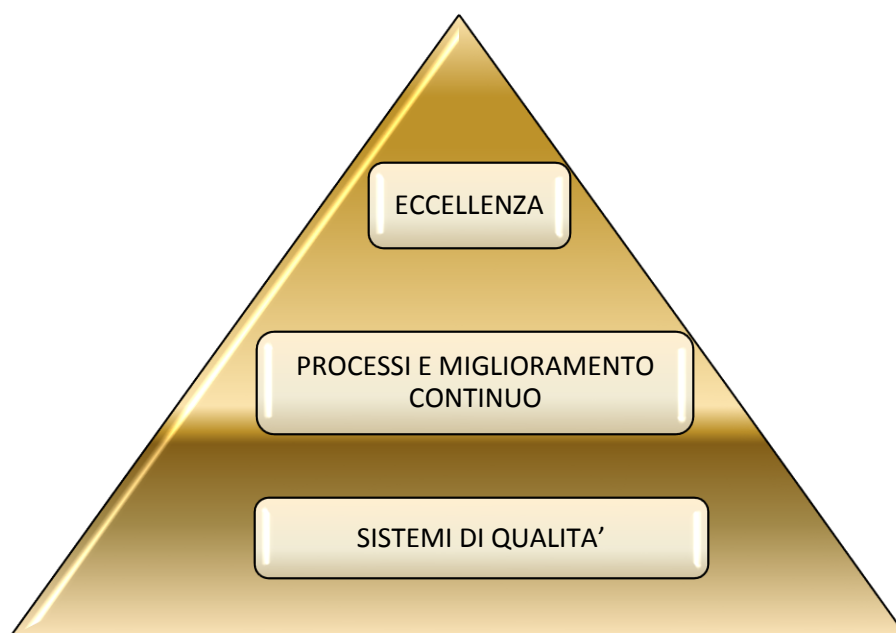 ECCELLENZA
PROCESSI E MIGLIORAMENTO
CONTINUO
SISTEMI DI QUALITA’